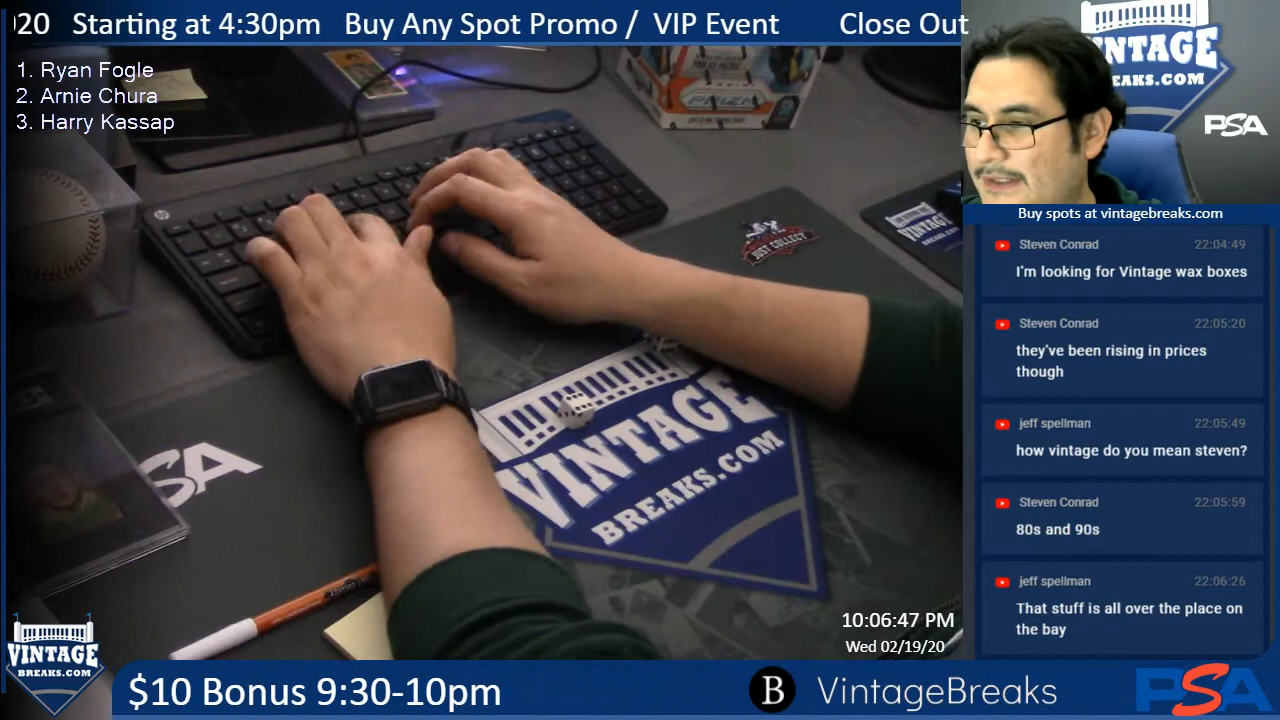 020 Starting at 4:30pm Buy Any Spot Promo / VIP Event Close Out
1. Ryan Fogle
2. Arnie Chura
3. Harry Kassap
PRIZM
hp
JUST COLLECT
VINTAGE
BREAKS.COM
PSA
Buy spots at vintagebreaks.com
Steven Conrad 22:04:49
I'm looking for Vintage wax boxes
Steven Conrad 22:05:20
they've been rising in prices
though
jeff spellman 22:05:49
how vintage do you mean steven?
Steven Conrad 22:05:59
80s and 90s
jeff spellman 22:06:26
That stuff is all over the place on
the bay
PSA
VINTAGE
BREAKS.COM
10:06:47 PM
Wed 02/19/20
VINTAGE
BREAKS.COM
$10 Bonus 9:30-10pm
B VintageBreaks
PSA